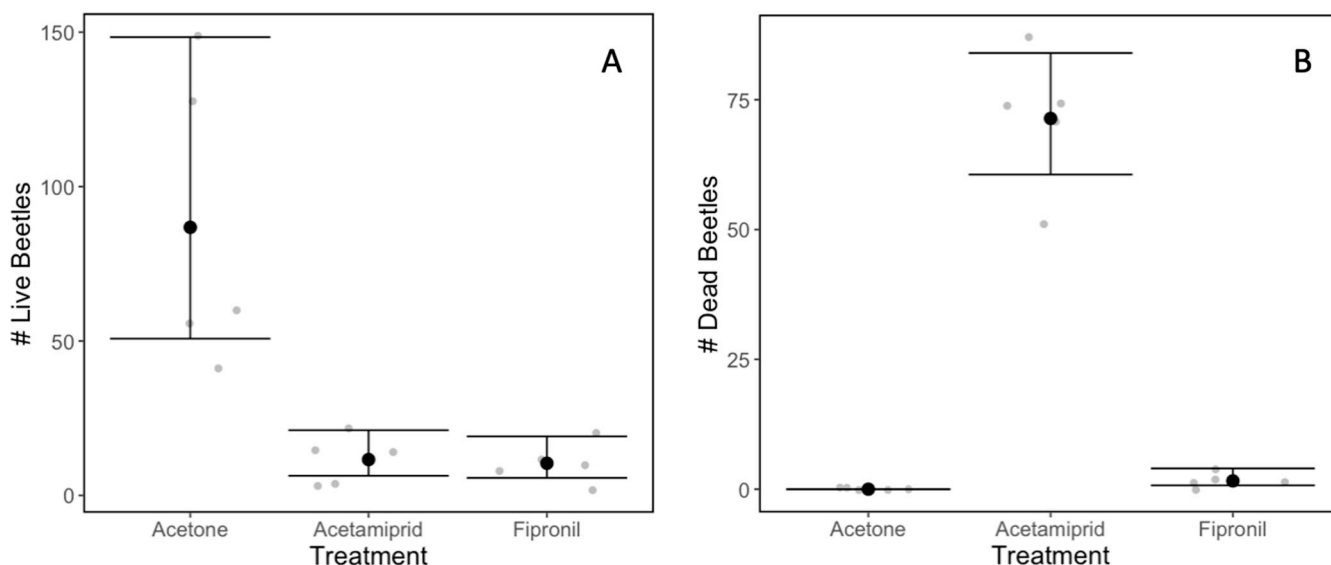 A
# Live Beetles
150
100
50
0
Acetone
Acetamiprid
Fipronil
Treatment
B
# Dead Beetles
75
50
25
0
Acetone
Acetamiprid
Fipronil
Treatment